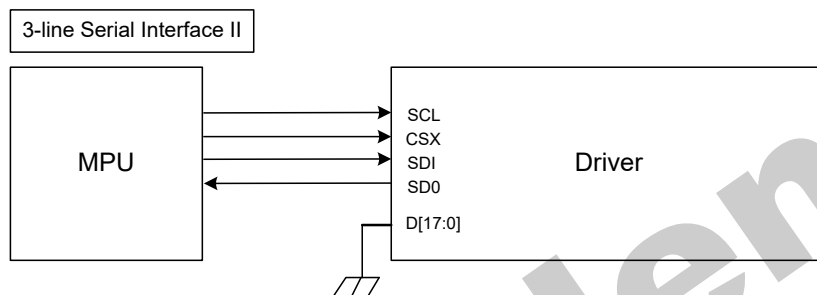 3-line Serial Interface II
MPU
SCL
CSX
SDI
SD0
D[17:0]
Driver